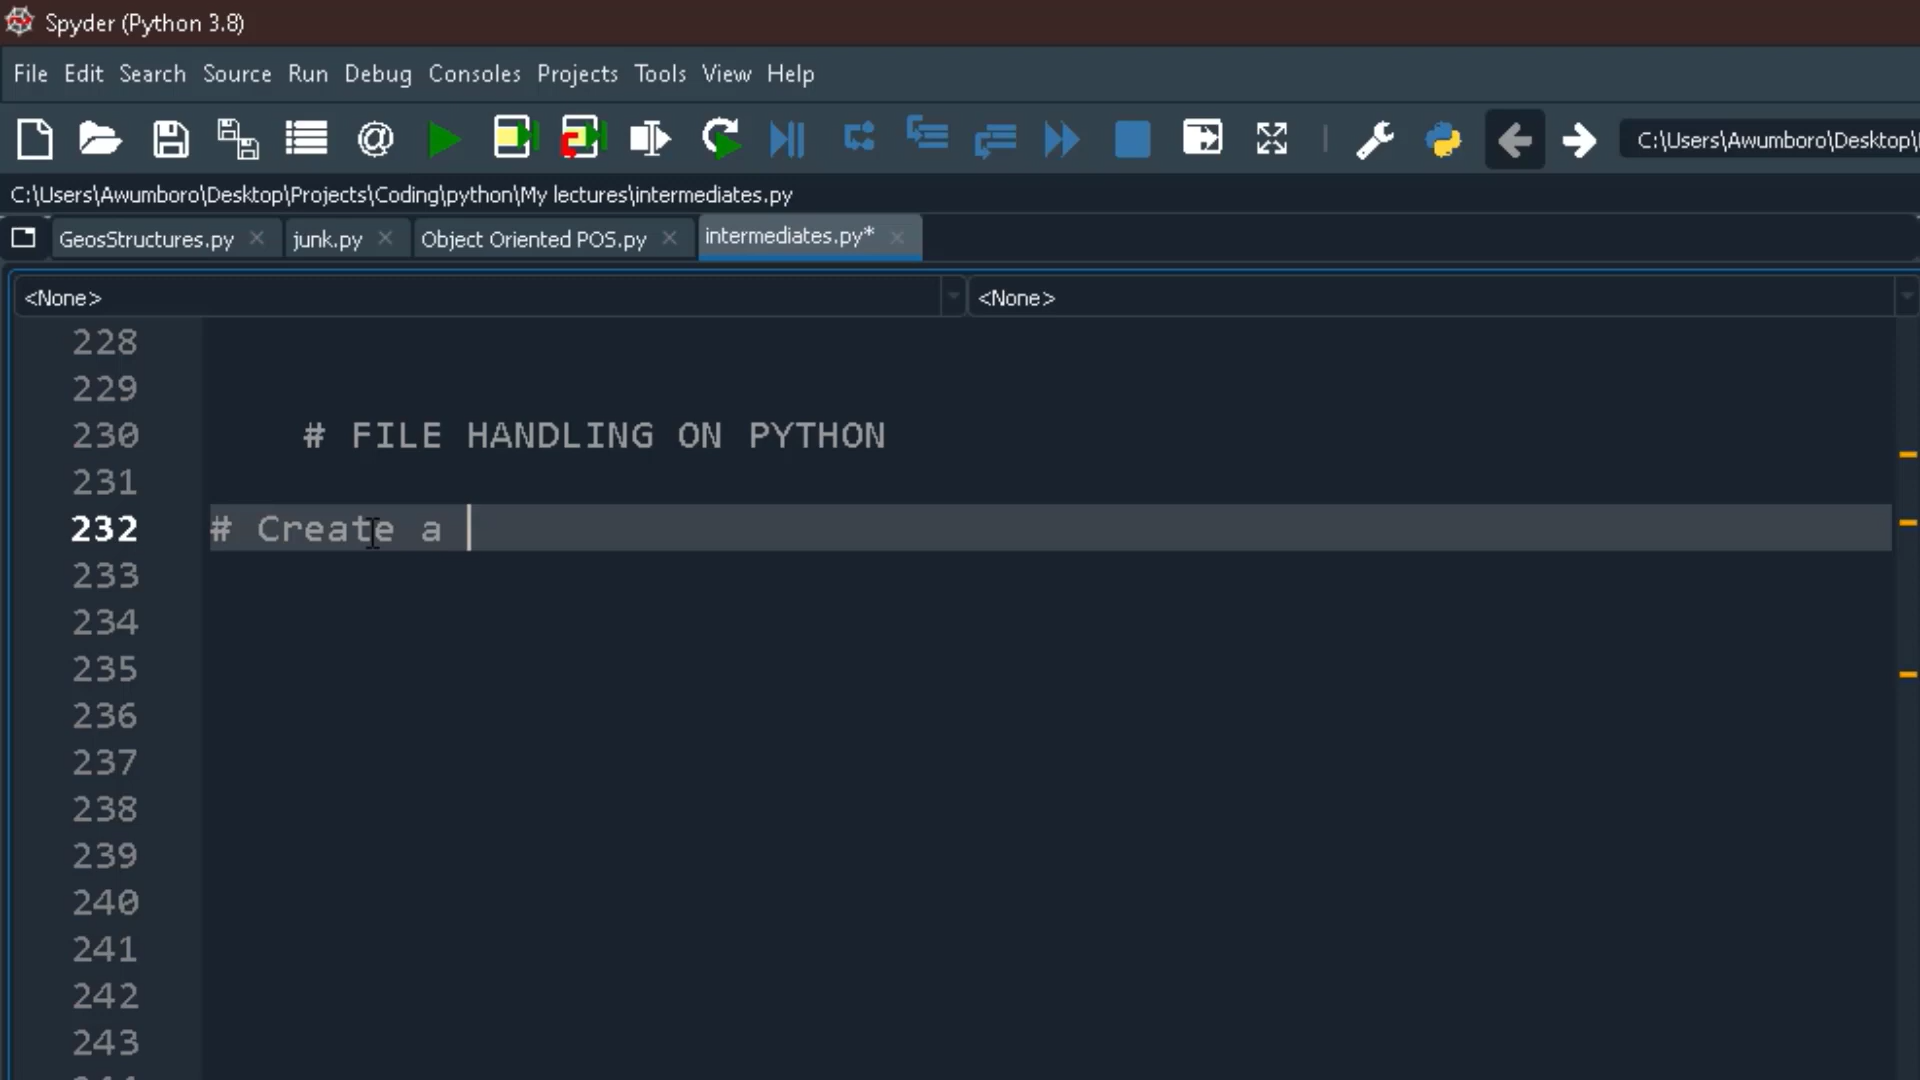 Spyder (Python 3.8)
File Edit Search Source Run Debug Consoles Projects Tools View Help
C:\Users\Awumboro\Desktop\
C:\Users\Awumboro\Desktop\Projects\Coding\python\My lectures\intermediates.py
GeosStructures.py junk.py Object Oriented POS.py intermediates.py*
<None> <None>
228
229
230 # FILE HANDLING ON PYTHON
231
232 # Create a
233
234
235
236
237
238
239
240
241
242
243